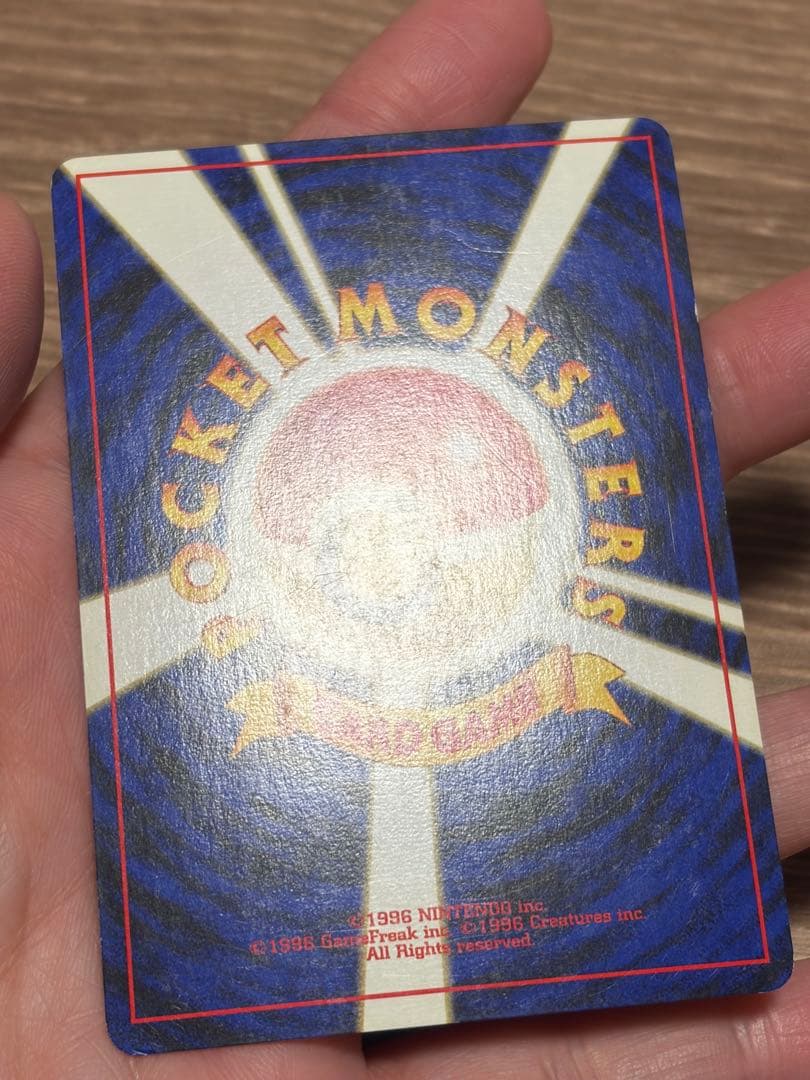 POCKET MONSTERS
CARD GAME
©1996 NINTENDO inc.
©1996 GameFreak inc. ©1996 Creatures inc.
All Rights reserved.